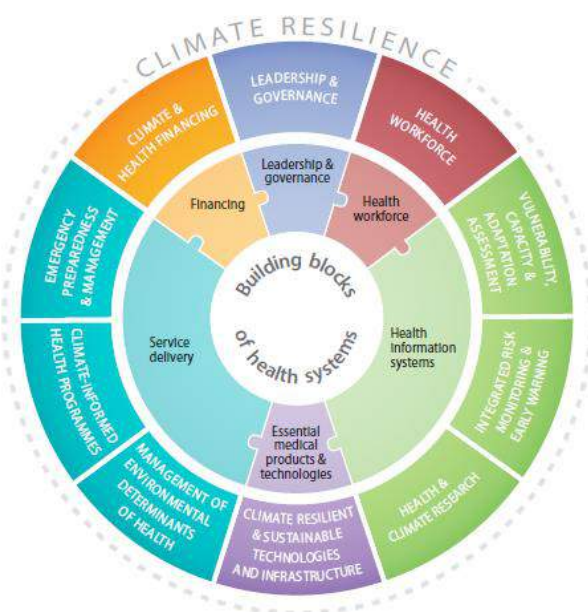 CLIMATE RESILIENCE
LEADERSHIP &
GOVERNANCE
HEALTH
WORKFORCE
VULNERABILITY,
CAPACITY &
ADAPTATION
ASSESSMENT
INTEGRATED RISK
MONITORING &
EARLY WARNING
HEALTH &
CLIMATE RESEARCH
CLIMATE RESILIENT
& SUSTAINABLE
TECHNOLOGIES
AND INFRASTRUCTURE
MANAGEMENT OF
ENVIRONMENTAL
DETERMINANTS
OF HEALTH
CLIMATE-INFORMED
HEALTH PROGRAMMES
EMERGENCY
PREPAREDNESS
& MANAGEMENT
CLIMATE &
HEALTH FINANCING
Leadership &
governance
Health
workforce
Health
information
systems
Essential
medical
products &
technologies
Service
delivery
Financing
Building blocks
of health systems